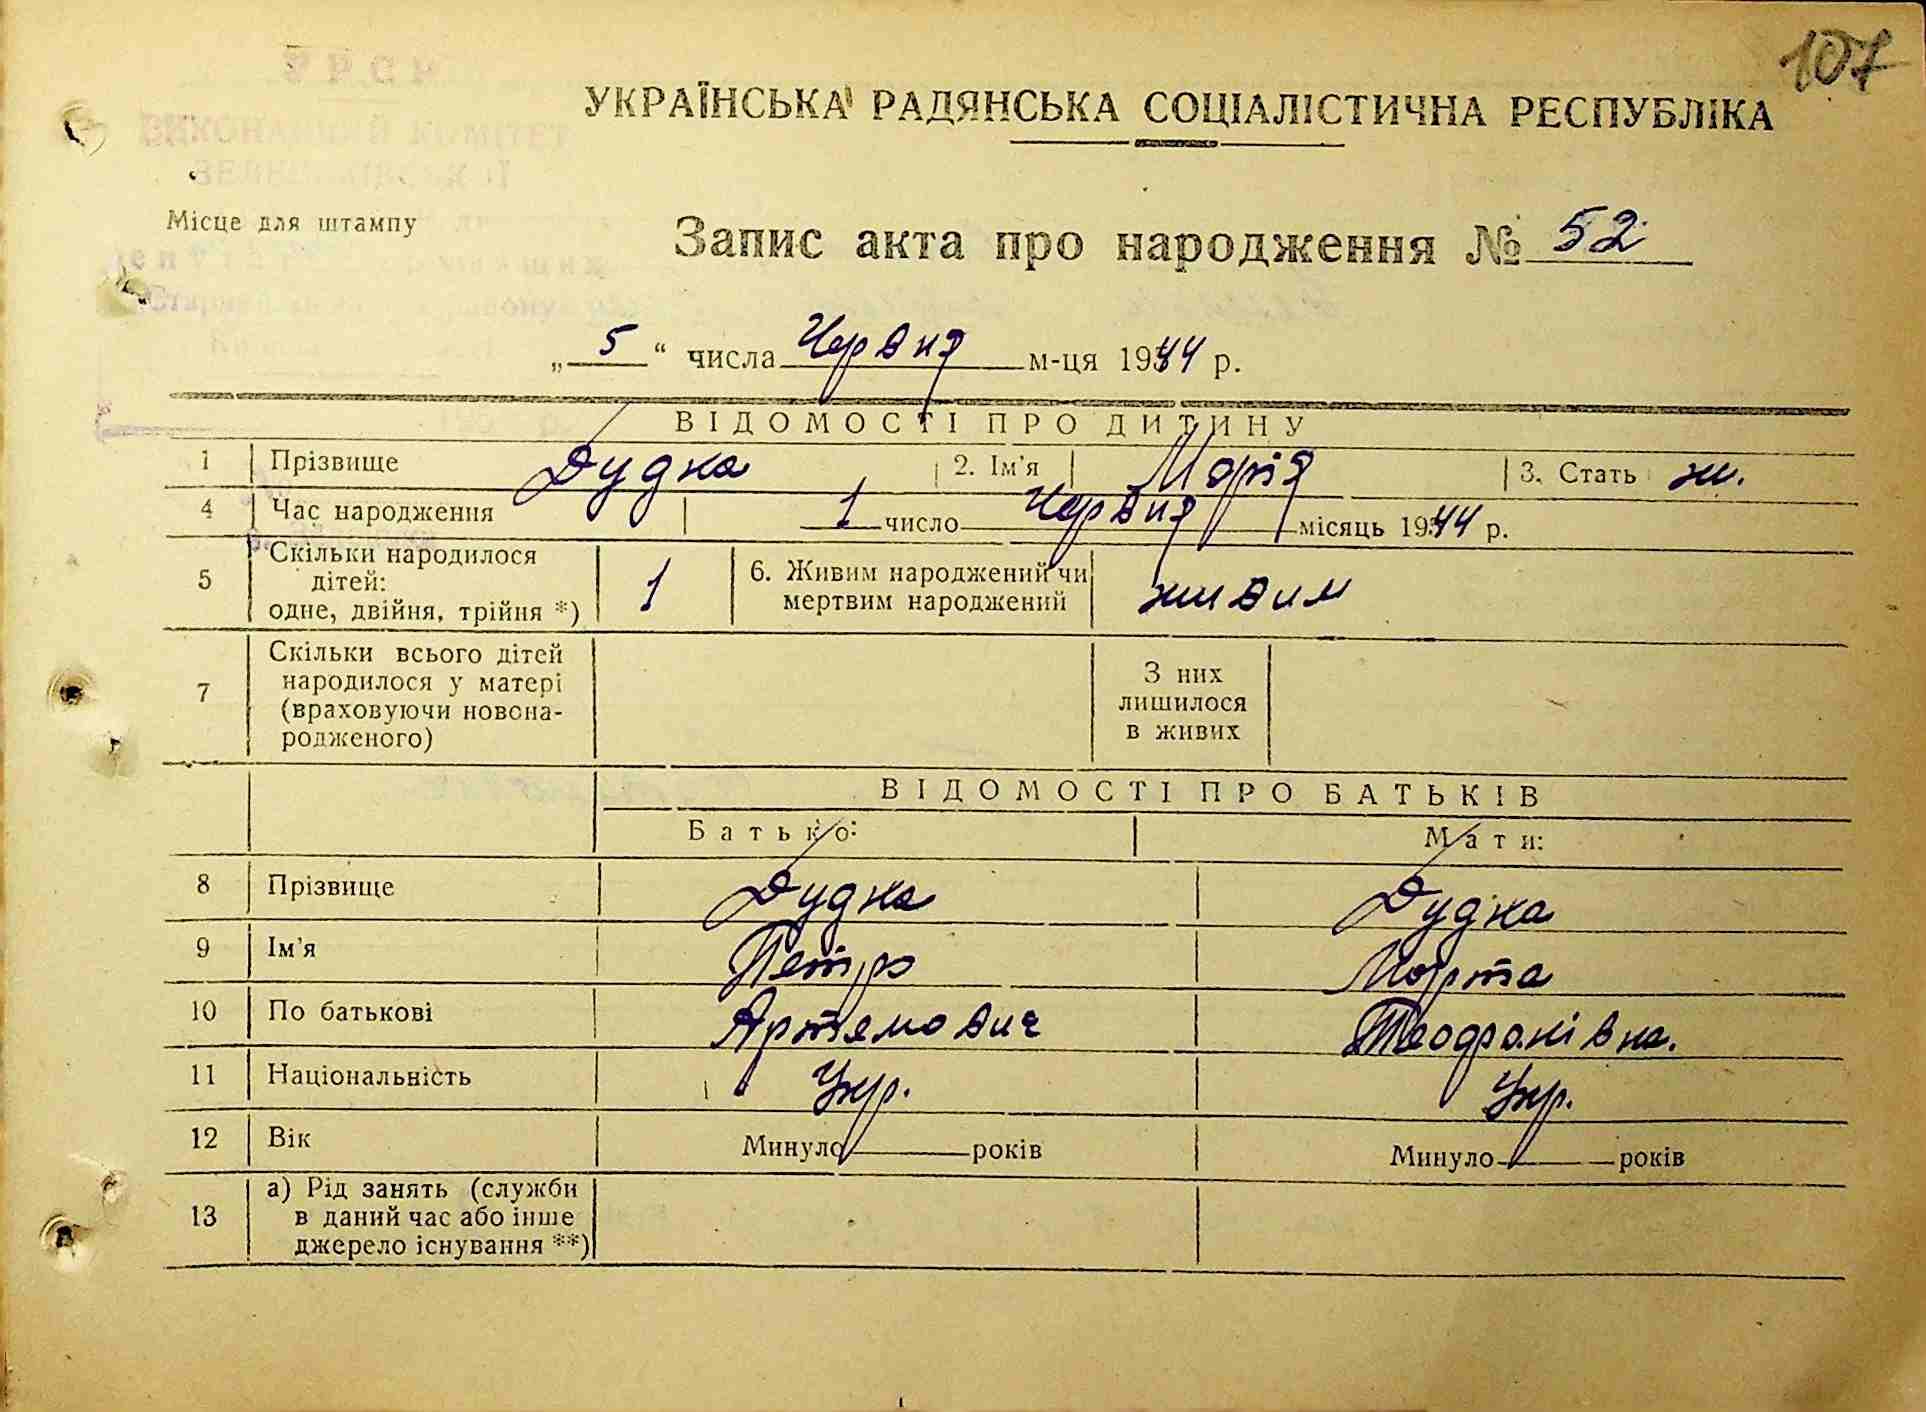 107
УКРАЇНСЬКА РАДЯНСЬКА СОЦІАЛІСТИЧНА РЕСПУБЛІКА
Місце для штампу
Запис акта про народження № 52
„ 5 “ числа Червня м-ця 1944 р.
ВІДОМОСТІ ПРО ДИТИНУ
1 Прізвище Дудка 2. Ім'я Марія 3. Стать ж.
4 Час народження 1 число Червня місяць 1944 р.
5 Скільки народилося дітей: одне, двійня, трійня *) 1 6. Живим народжений чи мертвим народжений живим
7 Скільки всього дітей народилося у матері (враховуючи новона-родженого) З них лишилося в живих
ВІДОМОСТІ ПРО БАТЬКІВ
Батько: Мати:
8 Прізвище Дудка Дудка
9 Ім'я Петро Марта
10 По батькові Артемович
11 Національність Укр. Укр.
12 Вік Минуло років Минуло років
13 а) Рід занять (служби в даний час або інше джерело існування **)